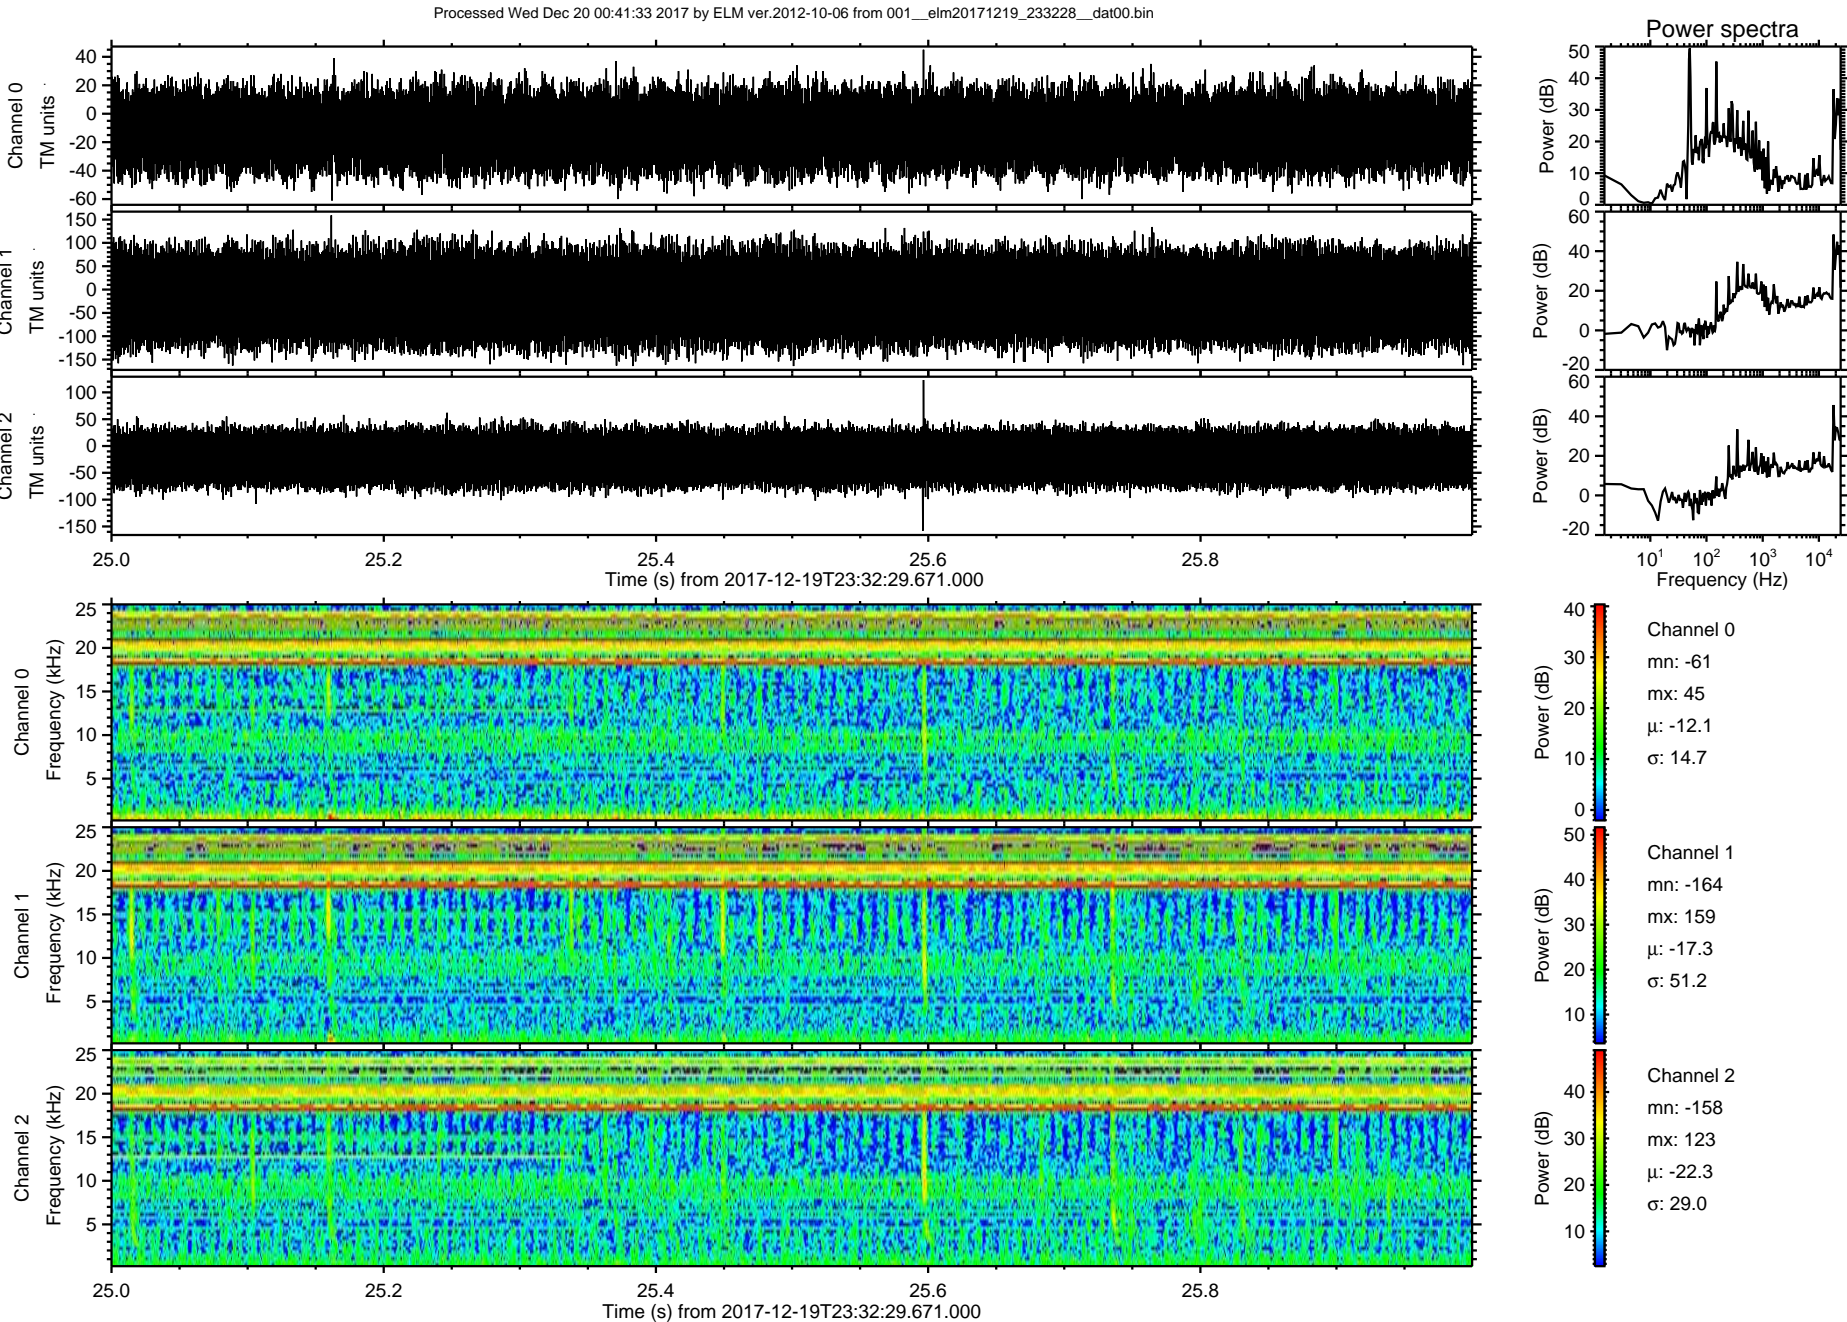 Processed Wed Dec 20 00:41:33 2017 by ELM ver.2012-10-06 from 001__elm20171219_233228__dat00.bin
Power spectra
Channel 0
TM units
40
20
0
-20
-40
-60
Power (dB)
50
40
30
20
10
0
Channel 1
TM units
150
100
50
0
-50
-100
-150
Power (dB)
60
40
20
0
-20
Channel 2
TM units
100
50
0
-50
-100
-150
Power (dB)
60
40
20
0
-20
25.0 25.2 25.4 25.6 25.8
Time (s) from 2017-12-19T23:32:29.671.000
10^1 10^2 10^3 10^4
Frequency (Hz)
Channel 0
Frequency (kHz)
25
20
15
10
5
Power (dB)
40
30
20
10
0
Channel 0
mn: -61
mx: 45
μ: -12.1
σ: 14.7
Channel 1
Frequency (kHz)
25
20
15
10
5
Power (dB)
50
40
30
20
10
Channel 1
mn: -164
mx: 159
μ: -17.3
σ: 51.2
Channel 2
Frequency (kHz)
25
20
15
10
5
Power (dB)
40
30
20
10
Channel 2
mn: -158
mx: 123
μ: -22.3
σ: 29.0
25.0 25.2 25.4 25.6 25.8
Time (s) from 2017-12-19T23:32:29.671.000